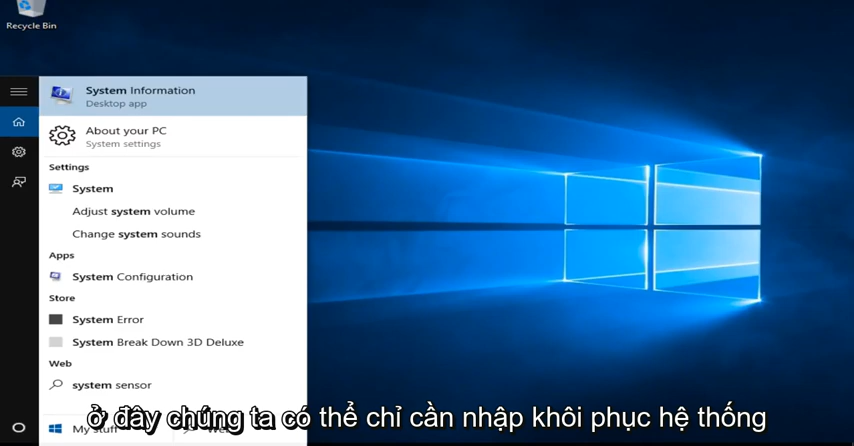 Recycle Bin
System Information
Desktop app
About your PC
System settings
Settings
System
Adjust system volume
Change system sounds
Apps
System Configuration
Store
System Error
System Break Down 3D Deluxe
Web
system sensor
ở đây chúng ta có thể chỉ cần nhập khôi phục hệ thống
My stuff